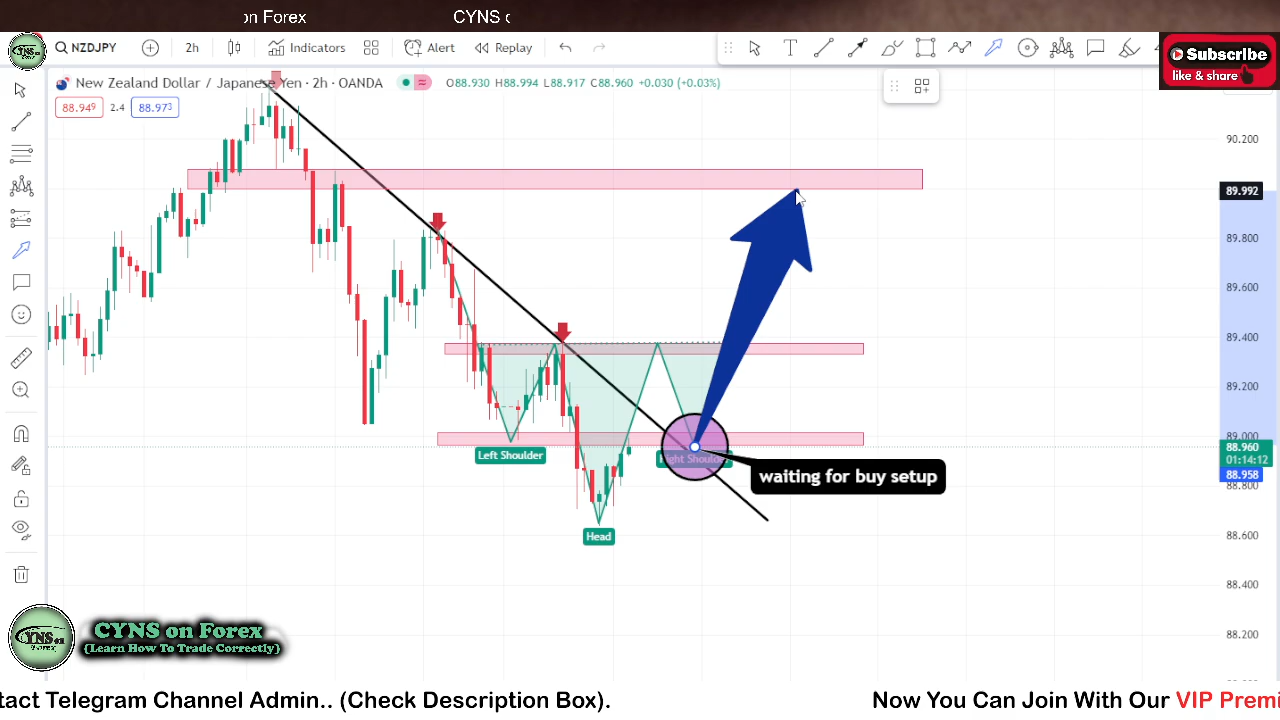 on Forex
CYNS
NZDJPY
2h
Indicators
Alert
Replay
Subscribe
like & share
New Zealand Dollar / Japanese Yen · 2h · OANDA
O88.930 H88.994 L88.917 C88.960 +0.030 (+0.03%)
88.949
2.4
88.973
90.200
89.992
89.800
89.600
89.400
89.200
89.000
88.960
01:14:12
88.958
88.800
88.600
88.400
88.200
Left Shoulder
Right Shoulder
waiting for buy setup
Head
CYNS on Forex
{Learn How To Trade Correctly}
tact Telegram Channel Admin.. (Check Description Box).
Now You Can Join With Our VIP Premi